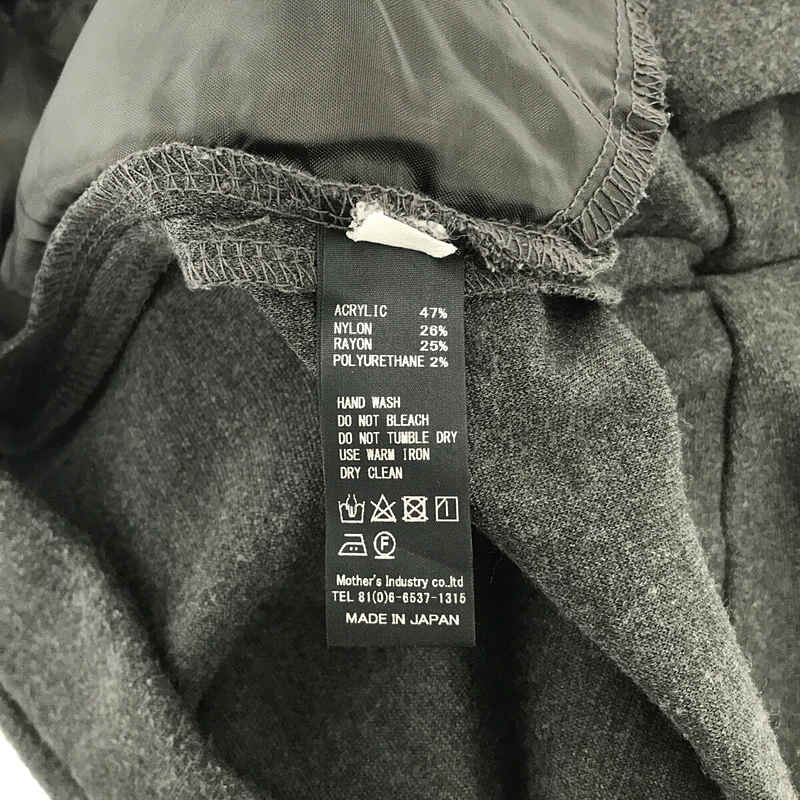 ACRYLIC 47%
NYLON 26%
RAYON 25%
POLYURETHANE 2%
HAND WASH
DO NOT BLEACH
DO NOT TUMBLE DRY
USE WARM IRON
DRY CLEAN
F
Mother's Industry co.,ltd
TEL 81(0)6-6537-1315
MADE IN JAPAN